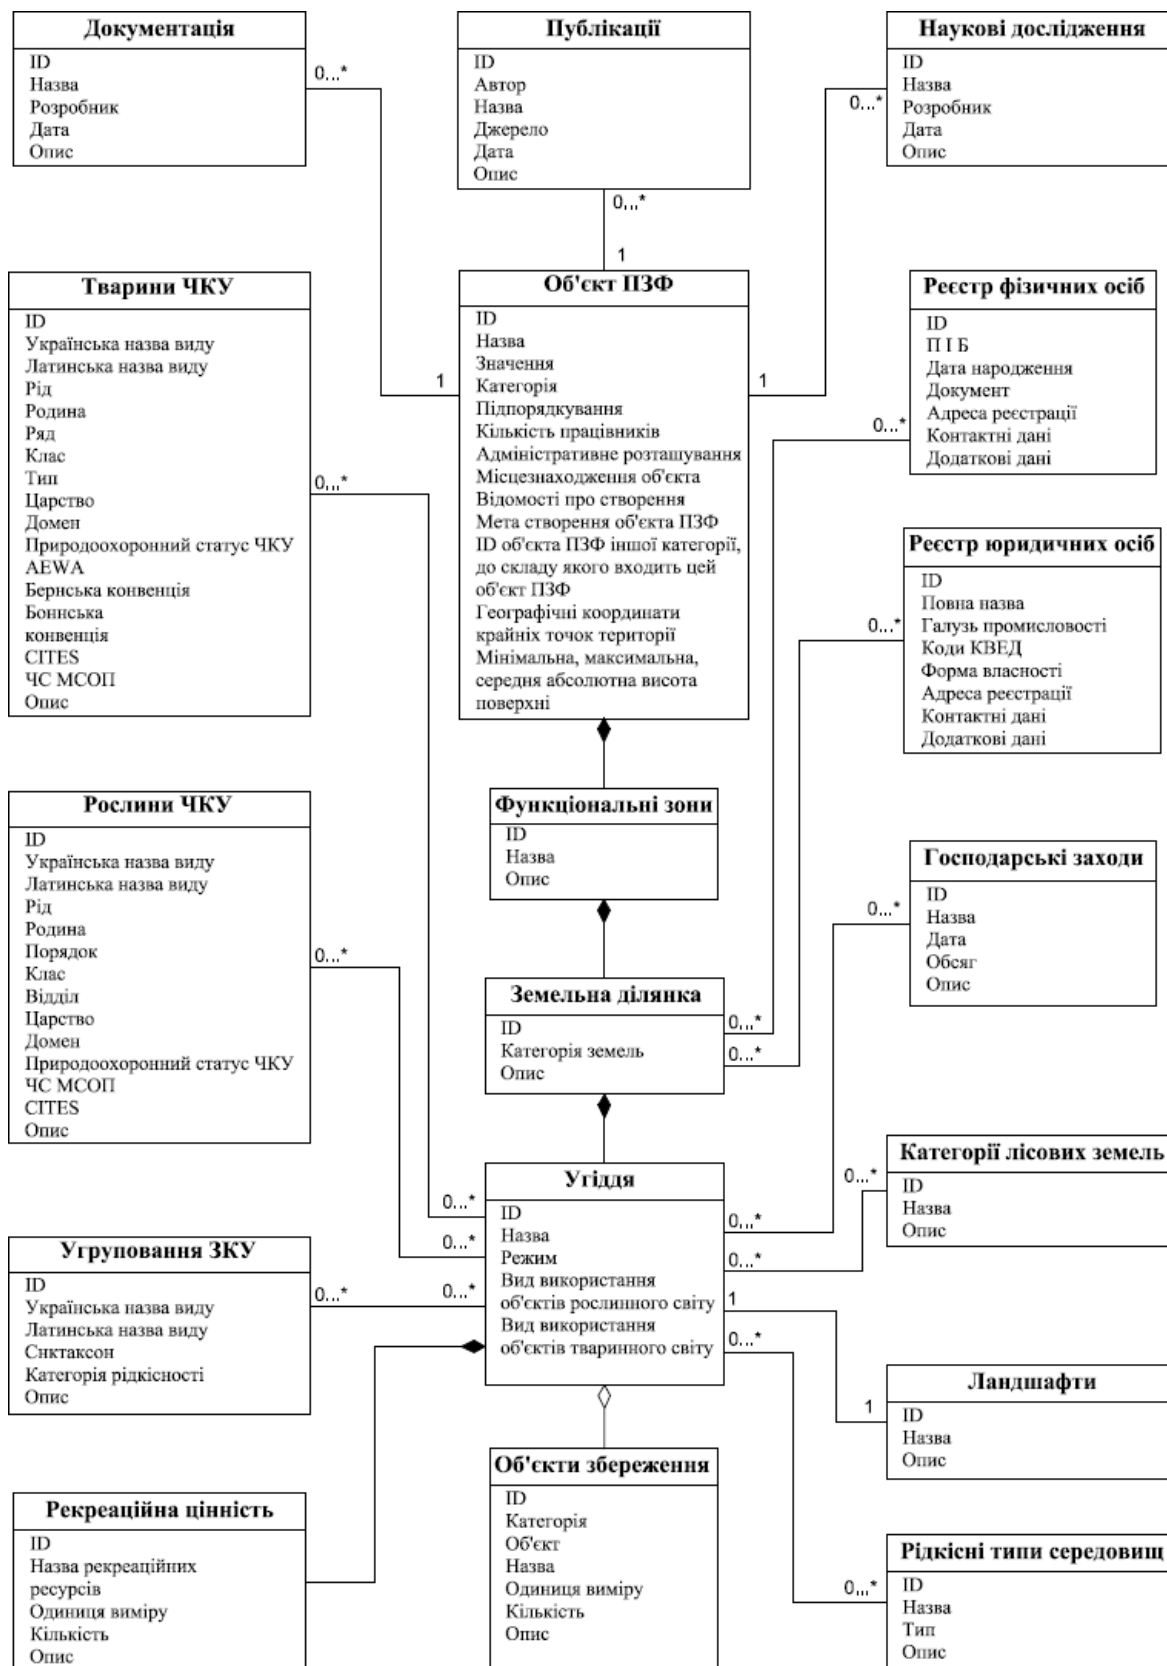 Документація
ID
Назва
Розробник
Дата
Опис
0...*
Публікації
ID
Автор
Назва
Джерело
Дата
Опис
0...*
1
Наукові дослідження
ID
Назва
Розробник
Дата
Опис
0...*
Тварини ЧКУ
ID
Українська назва виду
Латинська назва виду
Рід
Родина
Ряд
Клас
Тип
Царство
Домен
Природоохоронний статус ЧКУ
AEWA
Бернська конвенція
Боннська
конвенція
CITES
ЧС МСОП
Опис
0...*
1
Об'єкт ПЗФ
ID
Назва
Значення
Категорія
Підпорядкування
Кількість працівників
Адміністративне розташування
Місцезнаходження об'єкта
Відомості про створення
Мета створення об'єкта ПЗФ
ID об'єкта ПЗФ іншої категорії,
до складу якого входить цей
об'єкт ПЗФ
Географічні координати
крайніх точок території
Мінімальна, максимальна,
середня абсолютна висота
поверхні
1
Реєстр фізичних осіб
ID
П І Б
Дата народження
Документ
Адреса реєстрації
Контактні дані
Додаткові дані
0...*
Реєстр юридичних осіб
ID
Повна назва
Галузь промисловості
Коди КВЕД
Форма власності
Адреса реєстрації
Контактні дані
Додаткові дані
0...*
Рослини ЧКУ
ID
Українська назва виду
Латинська назва виду
Рід
Родина
Порядок
Клас
Відділ
Царство
Домен
Природоохоронний статус ЧКУ
ЧС МСОП
CITES
Опис
0...*
Функціональні зони
ID
Назва
Опис
Господарські заходи
ID
Назва
Дата
Обсяг
Опис
0...*
Земельна ділянка
ID
Категорія земель
Опис
0...*
0...*
Угіддя
ID
Назва
Режим
Вид використання
об'єктів рослинного світу
Вид використання
об'єктів тваринного світу
0...*
0...*
0...*
0...*
0...*
1
0...*
Категорії лісових земель
ID
Назва
Опис
0...*
Угруповання ЗКУ
ID
Українська назва виду
Латинська назва виду
Снктаксон
Категорія рідкісності
Опис
0...*
Ландшафти
ID
Назва
Опис
1
Рекреаційна цінність
ID
Назва рекреаційних
ресурсів
Одиниця виміру
Кількість
Опис
Об'єкти збереження
ID
Категорія
Об'єкт
Назва
Одиниця виміру
Кількість
Опис
Рідкісні типи середовищ
ID
Назва
Тип
Опис
0...*